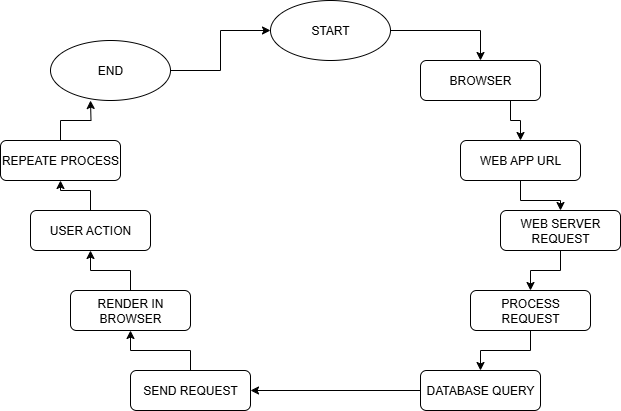 START
END
BROWSER
REPEATE PROCESS
WEB APP URL
USER ACTION
WEB SERVER
REQUEST
RENDER IN
BROWSER
PROCESS
REQUEST
SEND REQUEST
DATABASE QUERY